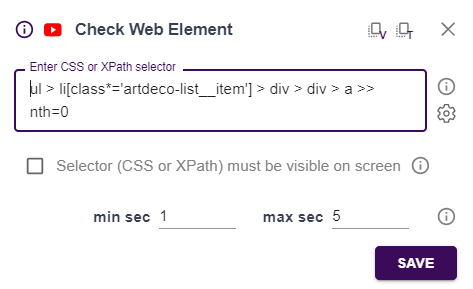 Check Web Element
V
T
Enter CSS or XPath selector
ul > li[class*='artdeco-list__item'] > div > div > a >>
nth=0
Selector (CSS or XPath) must be visible on screen
min sec 1 max sec 5
SAVE